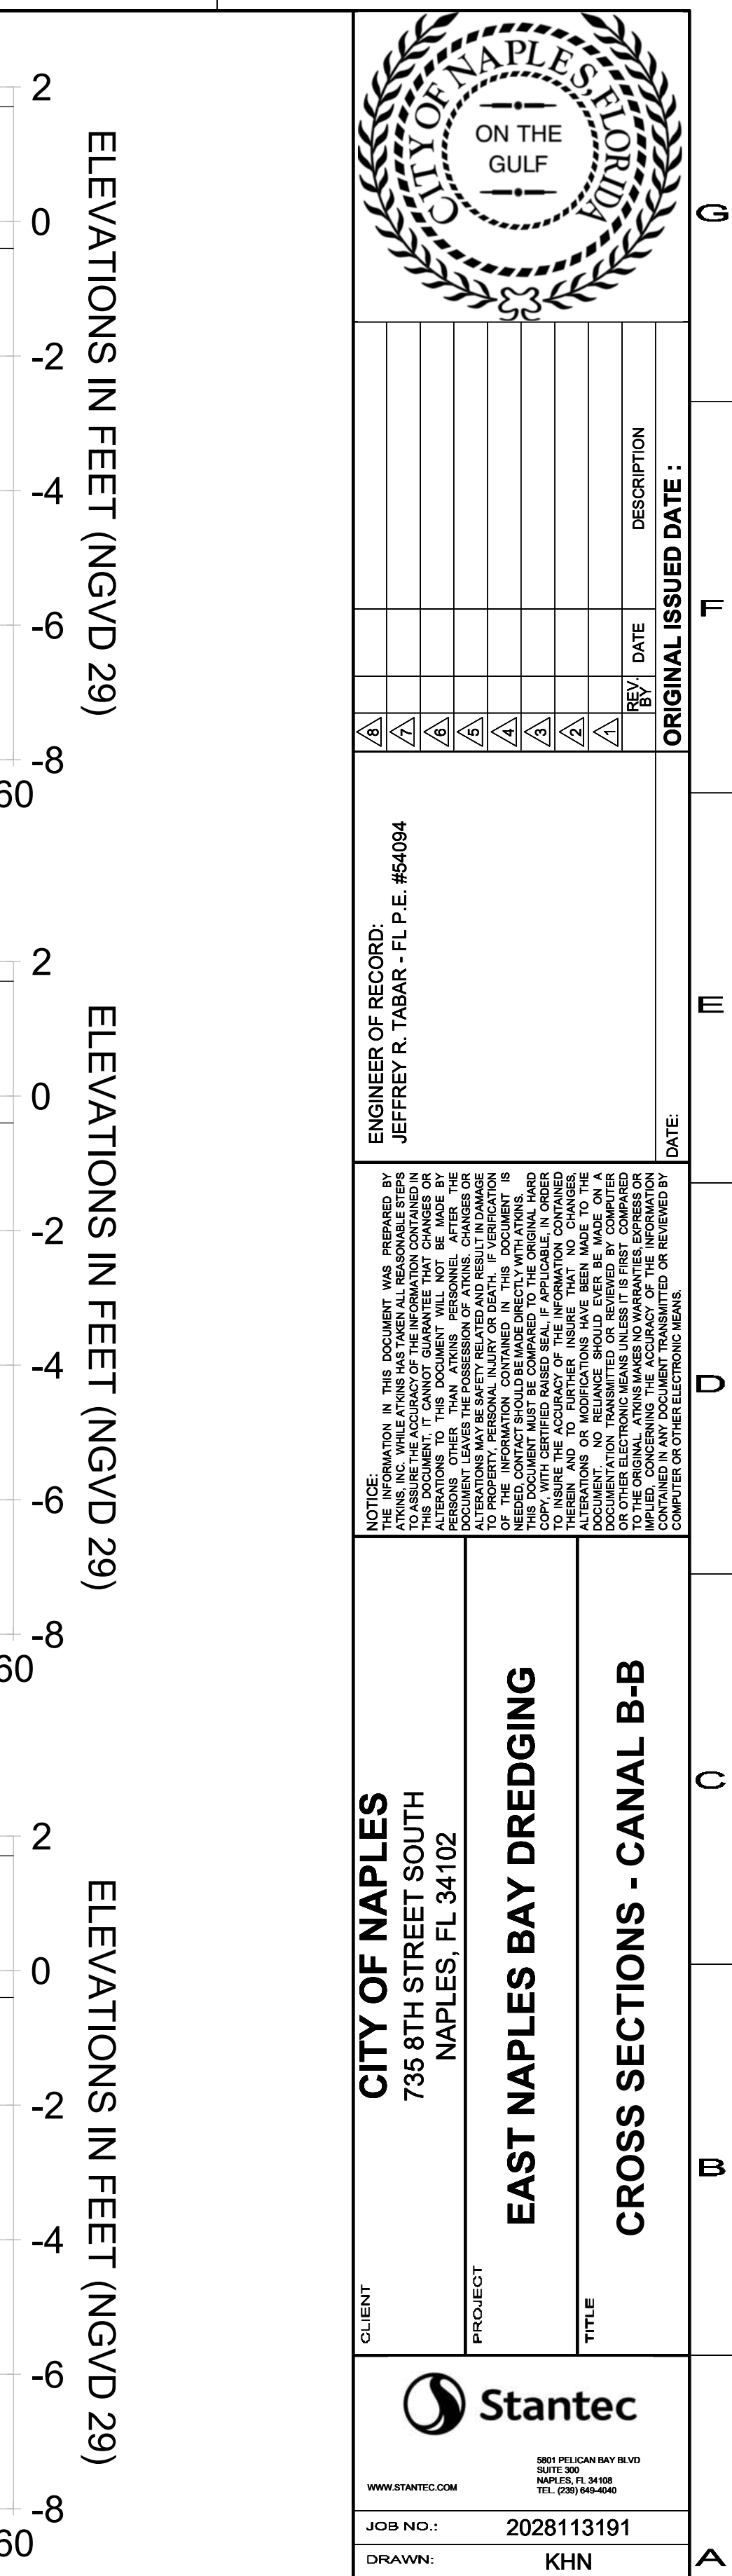 2
0
-2
-4
-6
-8
60
ELEVATIONS IN FEET (NGVD 29)
2
0
-2
-4
-6
-8
60
ELEVATIONS IN FEET (NGVD 29)
2
0
-2
-4
-6
-8
60
ELEVATIONS IN FEET (NGVD 29)
CITY OF NAPLES, FLORIDA
ON THE
GULF
8
7
6
5
4
3
2
1
REV.
BY
DATE
DESCRIPTION
ORIGINAL ISSUED DATE :
ENGINEER OF RECORD:
JEFFREY R. TABAR - FL P.E. #54094
DATE:
NOTICE:
THE INFORMATION IN THIS DOCUMENT WAS PREPARED BY
ATKINS, INC. WHILE ATKINS HAS TAKEN ALL REASONABLE STEPS
TO ASSURE THE ACCURACY OF THE INFORMATION CONTAINED IN
THIS DOCUMENT, IT CANNOT GUARANTEE THAT CHANGES OR
ALTERATIONS TO THIS DOCUMENT WILL NOT BE MADE BY
PERSONS OTHER THAN ATKINS PERSONNEL AFTER THE
DOCUMENT LEAVES THE POSSESSION OF ATKINS. CHANGES OR
ALTERATIONS MAY BE SAFETY RELATED AND RESULT IN DAMAGE
TO PROPERTY, PERSONAL INJURY OR DEATH. IF VERIFICATION
OF THE INFORMATION CONTAINED IN THIS DOCUMENT IS
NEEDED, CONTACT SHOULD BE MADE DIRECTLY WITH ATKINS.
THIS DOCUMENT MUST BE COMPARED TO THE ORIGINAL HARD
COPY, WITH CERTIFIED RAISED SEAL, IF APPLICABLE, IN ORDER
TO INSURE THE ACCURACY OF THE INFORMATION CONTAINED
THEREIN AND TO FURTHER INSURE THAT NO CHANGES,
ALTERATIONS OR MODIFICATIONS HAVE BEEN MADE TO THE
DOCUMENT. NO RELIANCE SHOULD EVER BE MADE ON A
DOCUMENTATION TRANSMITTED OR REVIEWED BY COMPUTER
OR OTHER ELECTRONIC MEANS UNLESS IT IS FIRST COMPARED
TO THE ORIGINAL. ATKINS MAKES NO WARRANTIES, EXPRESS OR
IMPLIED, CONCERNING THE ACCURACY OF THE INFORMATION
CONTAINED IN ANY DOCUMENT TRANSMITTED OR REVIEWED BY
COMPUTER OR OTHER ELECTRONIC MEANS.
CLIENT
CITY OF NAPLES
735 8TH STREET SOUTH
NAPLES, FL 34102
PROJECT
EAST NAPLES BAY DREDGING
TITLE
CROSS SECTIONS - CANAL B-B
Stantec
WWW.STANTEC.COM
5801 PELICAN BAY BLVD
SUITE 300
NAPLES, FL 34108
TEL. (239) 649-4040
JOB NO.: 2028113191
DRAWN: KHN
G
F
E
D
C
B
A